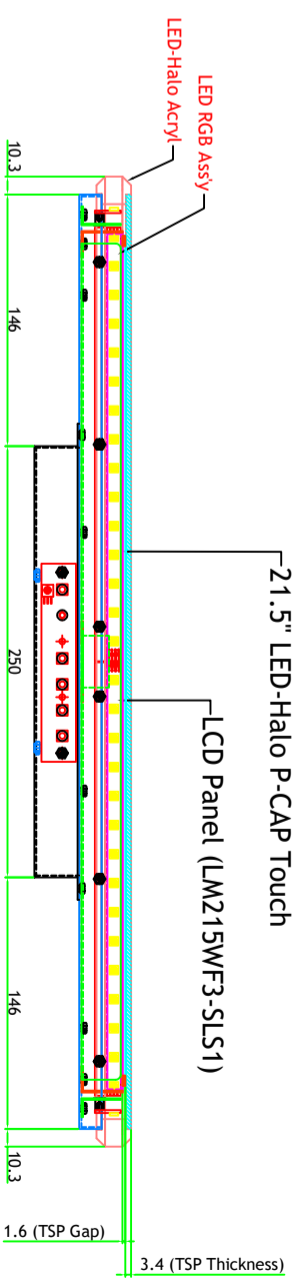 21.5" LED-Halo P-CAP Touch
LCD Panel (LM215WF3-SLS1)
LED RGB Ass'y
LED-Halo Acryl
10.3
146
250
146
10.3
3.4 (TSP Thickness)
1.6 (TSP Gap)